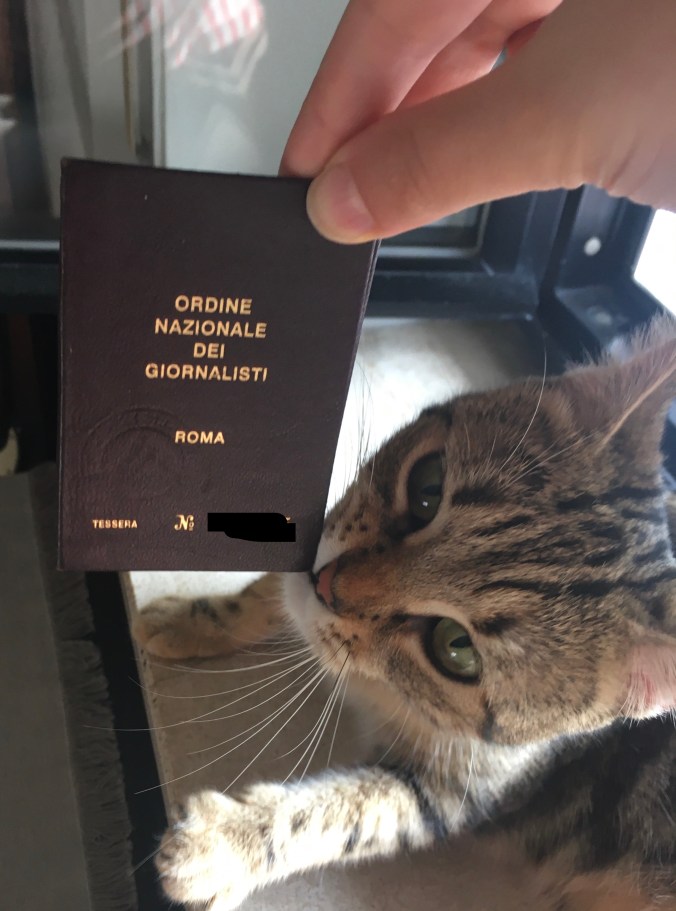 ORDINE
NAZIONALE
DEI
GIORNALISTI
ROMA
TESSERA Nº